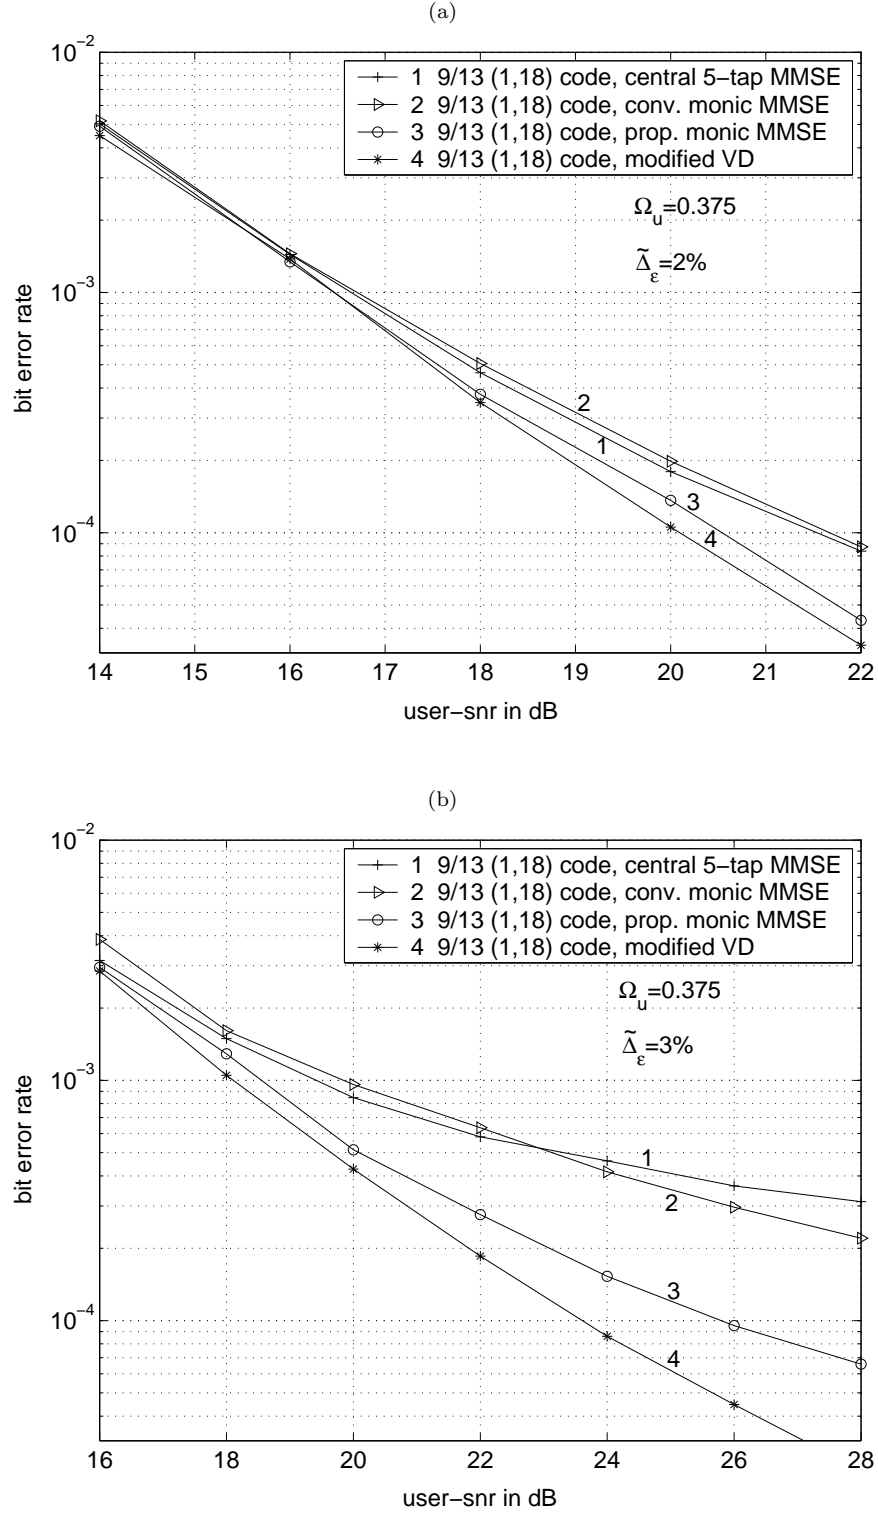 (a)
10−2
1 9/13 (1,18) code, central 5−tap MMSE
2 9/13 (1,18) code, conv. monic MMSE
3 9/13 (1,18) code, prop. monic MMSE
4 9/13 (1,18) code, modified VD
Ωu=0.375
Δ̃ε=2%
10−3
bit error rate
2
1
3
4
10−4
14 15 16 17 18 19 20 21 22
user−snr in dB
(b)
10−2
1 9/13 (1,18) code, central 5−tap MMSE
2 9/13 (1,18) code, conv. monic MMSE
3 9/13 (1,18) code, prop. monic MMSE
4 9/13 (1,18) code, modified VD
Ωu=0.375
Δ̃ε=3%
10−3
bit error rate
1
2
3
10−4
4
16 18 20 22 24 26 28
user−snr in dB